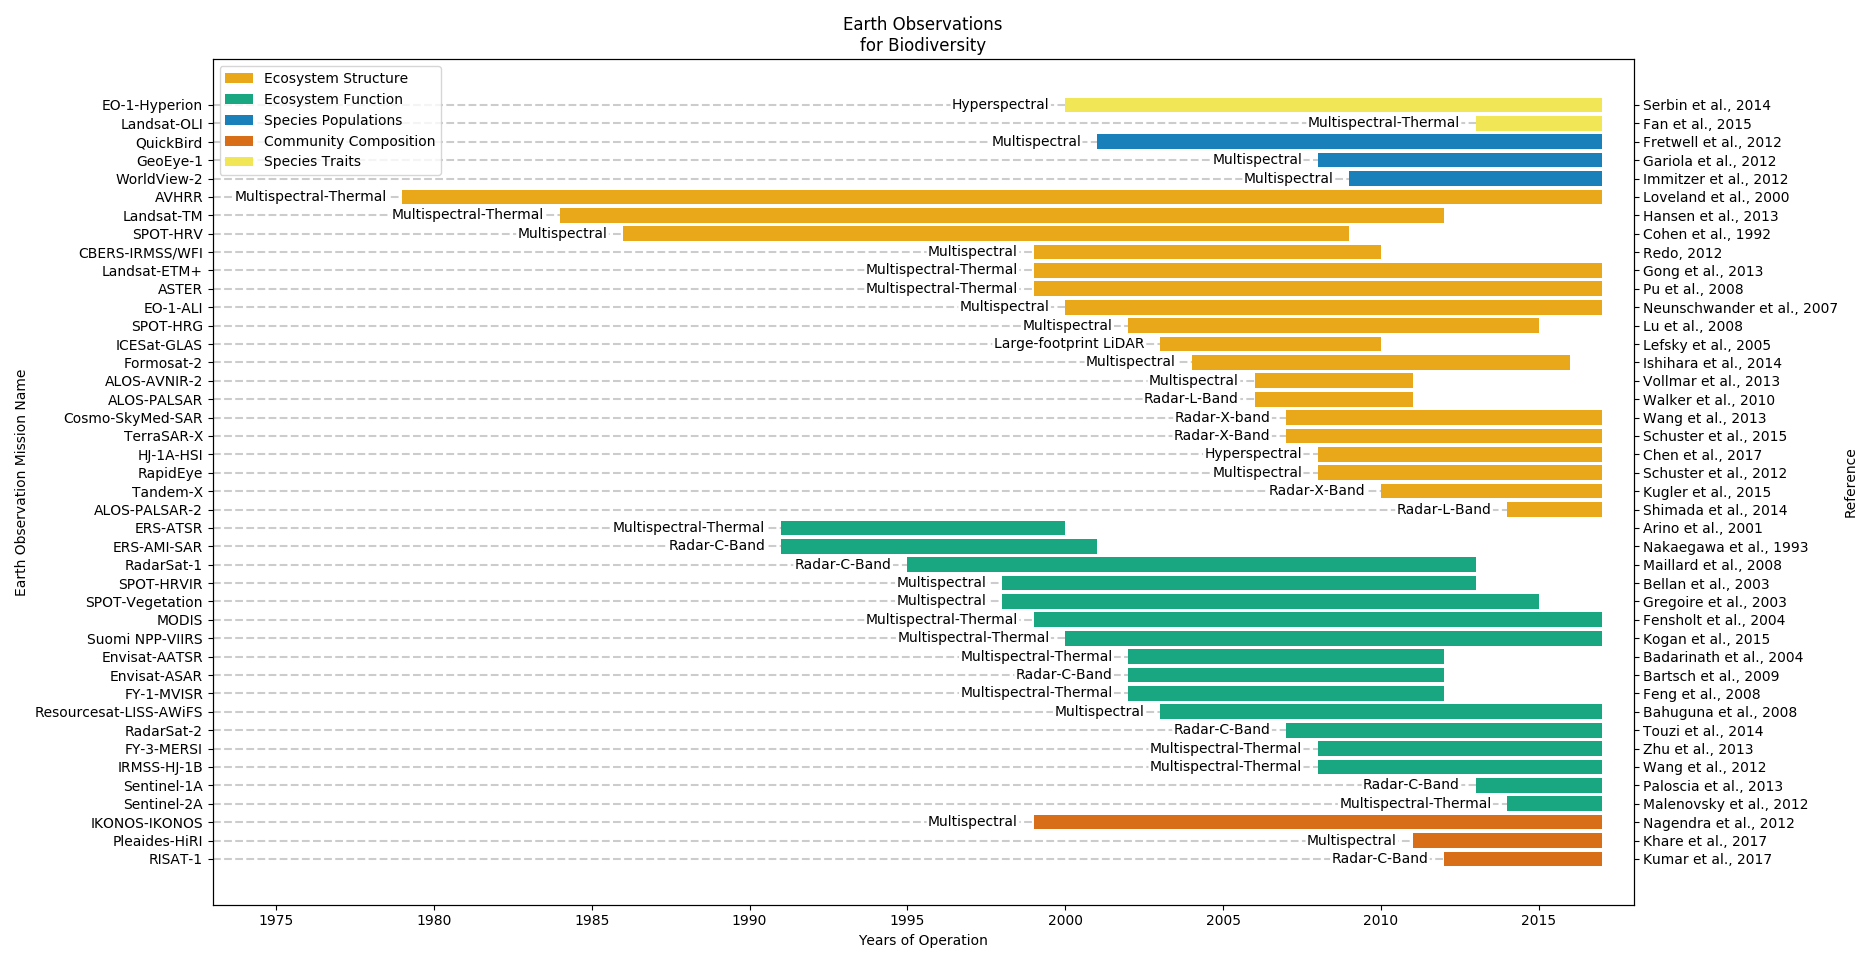 Earth Observations
for Biodiversity
Ecosystem Structure
Ecosystem Function
Species Populations
Community Composition
Species Traits
Earth Observation Mission Name
EO-1-Hyperion Hyperspectral Serbin et al., 2014
Landsat-OLI Multispectral-Thermal Fan et al., 2015
QuickBird Multispectral Fretwell et al., 2012
GeoEye-1 Multispectral Gariola et al., 2012
WorldView-2 Multispectral Immitzer et al., 2012
AVHRR Multispectral-Thermal Loveland et al., 2000
Landsat-TM Multispectral-Thermal Hansen et al., 2013
SPOT-HRV Multispectral Cohen et al., 1992
CBERS-IRMSS/WFI Multispectral Redo, 2012
Landsat-ETM+ Multispectral-Thermal Gong et al., 2013
ASTER Multispectral-Thermal Pu et al., 2008
EO-1-ALI Multispectral Neunschwander et al., 2007
SPOT-HRG Multispectral Lu et al., 2008
ICESat-GLAS Large-footprint LiDAR Lefsky et al., 2005
Formosat-2 Multispectral Ishihara et al., 2014
ALOS-AVNIR-2 Multispectral Vollmar et al., 2013
ALOS-PALSAR Radar-L-Band Walker et al., 2010
Cosmo-SkyMed-SAR Radar-X-band Wang et al., 2013
TerraSAR-X Radar-X-Band Schuster et al., 2015
HJ-1A-HSI Hyperspectral Chen et al., 2017
RapidEye Multispectral Schuster et al., 2012
Tandem-X Radar-X-Band Kugler et al., 2015
ALOS-PALSAR-2 Radar-L-Band Shimada et al., 2014
ERS-ATSR Multispectral-Thermal Arino et al., 2001
ERS-AMI-SAR Radar-C-Band Nakaegawa et al., 1993
RadarSat-1 Radar-C-Band Maillard et al., 2008
SPOT-HRVIR Multispectral Bellan et al., 2003
SPOT-Vegetation Multispectral Gregoire et al., 2003
MODIS Multispectral-Thermal Fensholt et al., 2004
Suomi NPP-VIIRS Multispectral-Thermal Kogan et al., 2015
Envisat-AATSR Multispectral-Thermal Badarinath et al., 2004
Envisat-ASAR Radar-C-Band Bartsch et al., 2009
FY-1-MVISR Multispectral-Thermal Feng et al., 2008
Resourcesat-LISS-AWiFS Multispectral Bahuguna et al., 2008
RadarSat-2 Radar-C-Band Touzi et al., 2014
FY-3-MERSI Multispectral-Thermal Zhu et al., 2013
IRMSS-HJ-1B Multispectral-Thermal Wang et al., 2012
Sentinel-1A Radar-C-Band Paloscia et al., 2013
Sentinel-2A Multispectral-Thermal Malenovsky et al., 2012
IKONOS-IKONOS Multispectral Nagendra et al., 2012
Pleaides-HiRI Multispectral Khare et al., 2017
RISAT-1 Radar-C-Band Kumar et al., 2017
Reference
1975 1980 1985 1990 1995 2000 2005 2010 2015
Years of Operation